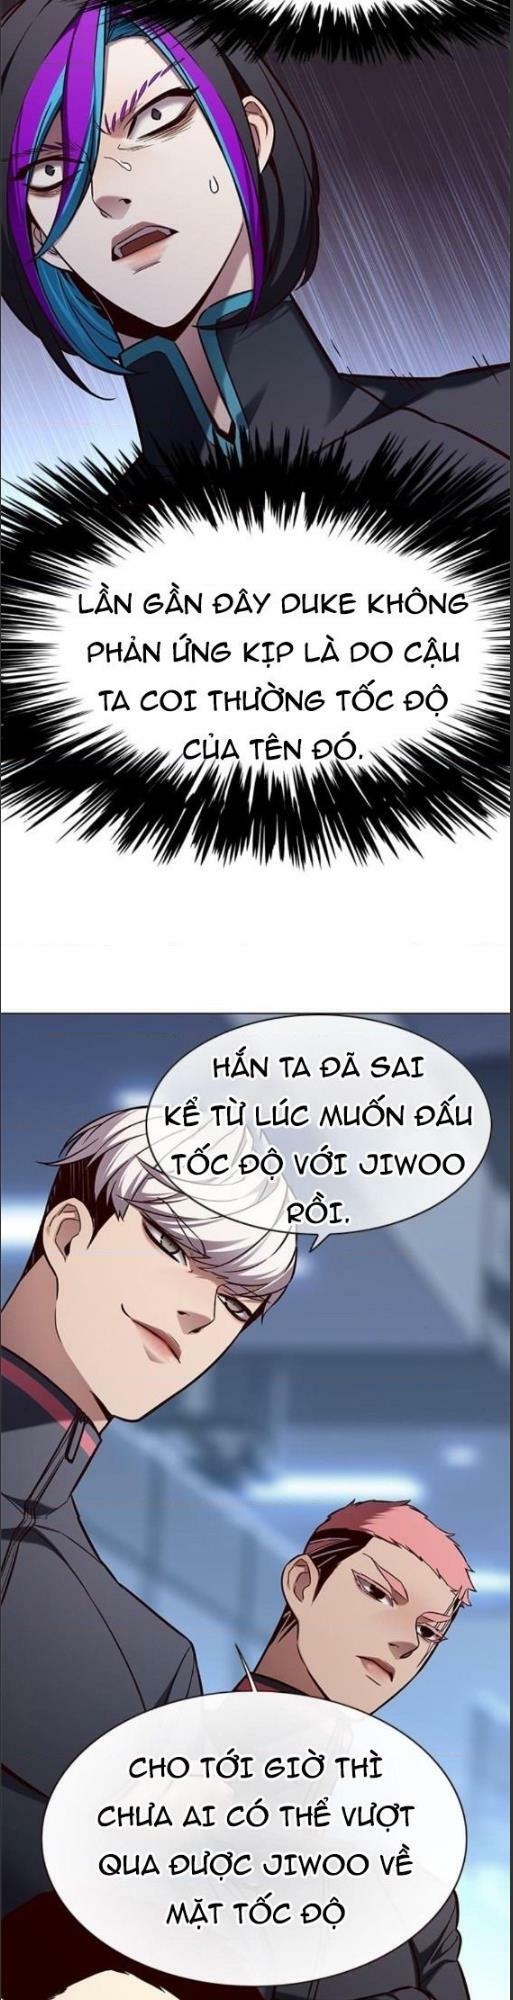 LẦN GẦN ĐÂY DUKE KHÔNG
PHẢN ỨNG KỊP LÀ DO CẬU
TA COI THƯỜNG TỐC ĐỘ
CỦA TÊN ĐÓ.
HẮN TA ĐÃ SAI
KỂ TỪ LÚC MUỐN ĐẤU
TỐC ĐỘ VỚI JIWOO
RỒI.
CHO TỚI GIỜ THÌ
CHƯA AI CÓ THỂ VƯỢT
QUA ĐƯỢC JIWOO VỀ
MẶT TỐC ĐỘ